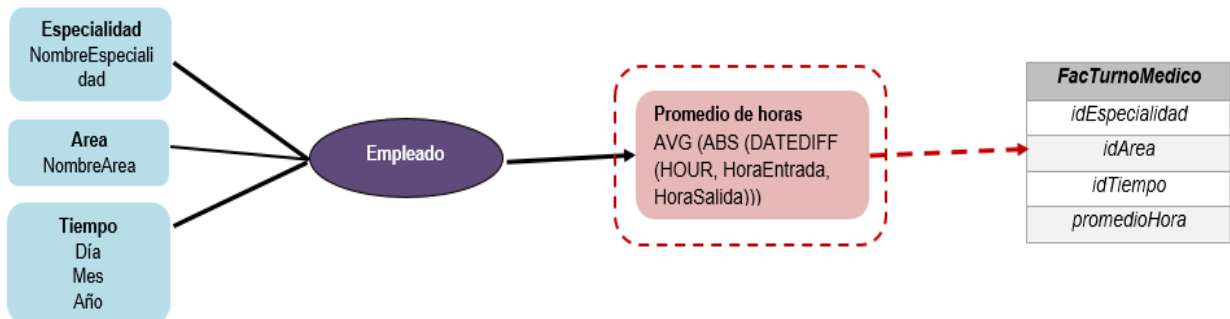 Especialidad
NombreEspeciali
dad
Area
NombreArea
Tiempo
Día
Mes
Año
Empleado
Promedio de horas
AVG (ABS (DATEDIFF
(HOUR, HoraEntrada,
HoraSalida)))
FacTurnoMedico
idEspecialidad
idArea
idTiempo
promedioHora